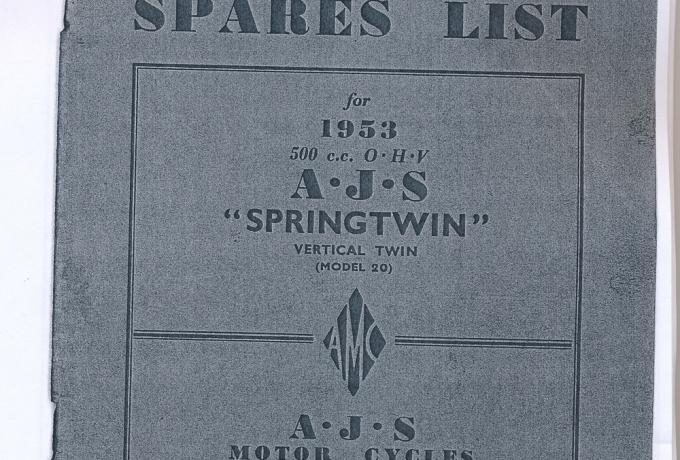 SPARES LIST
for
1953
500 c.c. O·H·V
A·J·S
“SPRINGTWIN”
VERTICAL TWIN
(MODEL 20)
AMC
A·J·S
MOTOR CYCLES